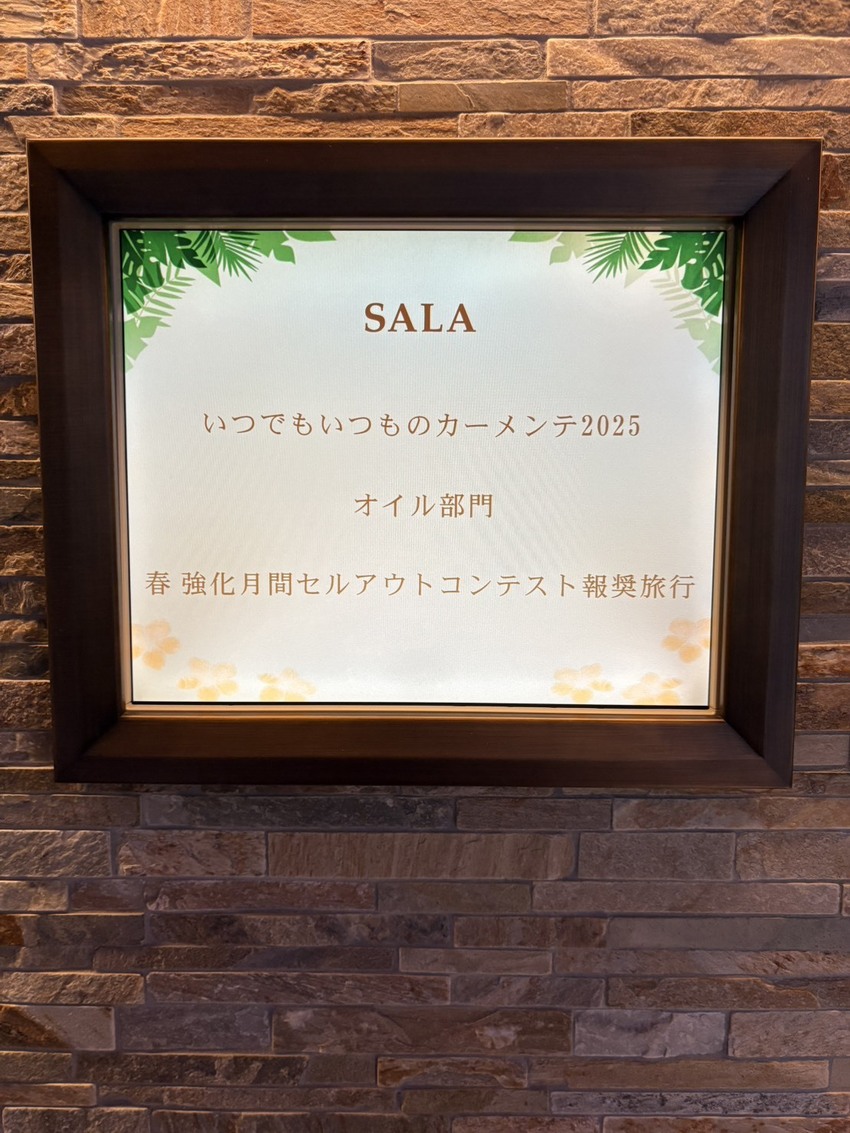 SALA
いつでもいつものカーメンテ2025
オイル部門
春 強化月間セルアウトコンテスト報奨旅行